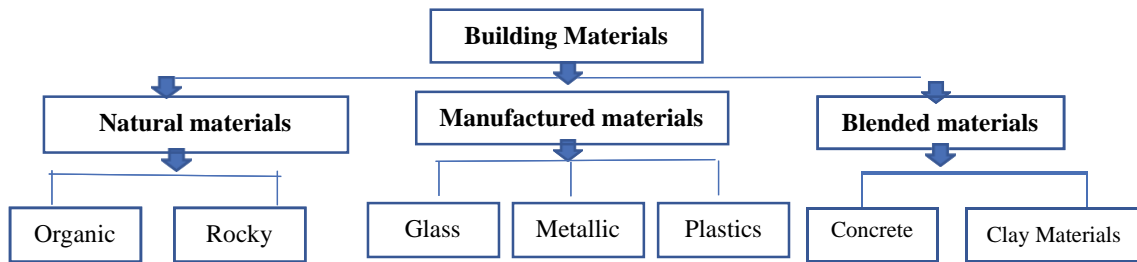 Building Materials
Natural materials
Manufactured materials
Blended materials
Organic
Rocky
Glass
Metallic
Plastics
Concrete
Clay Materials